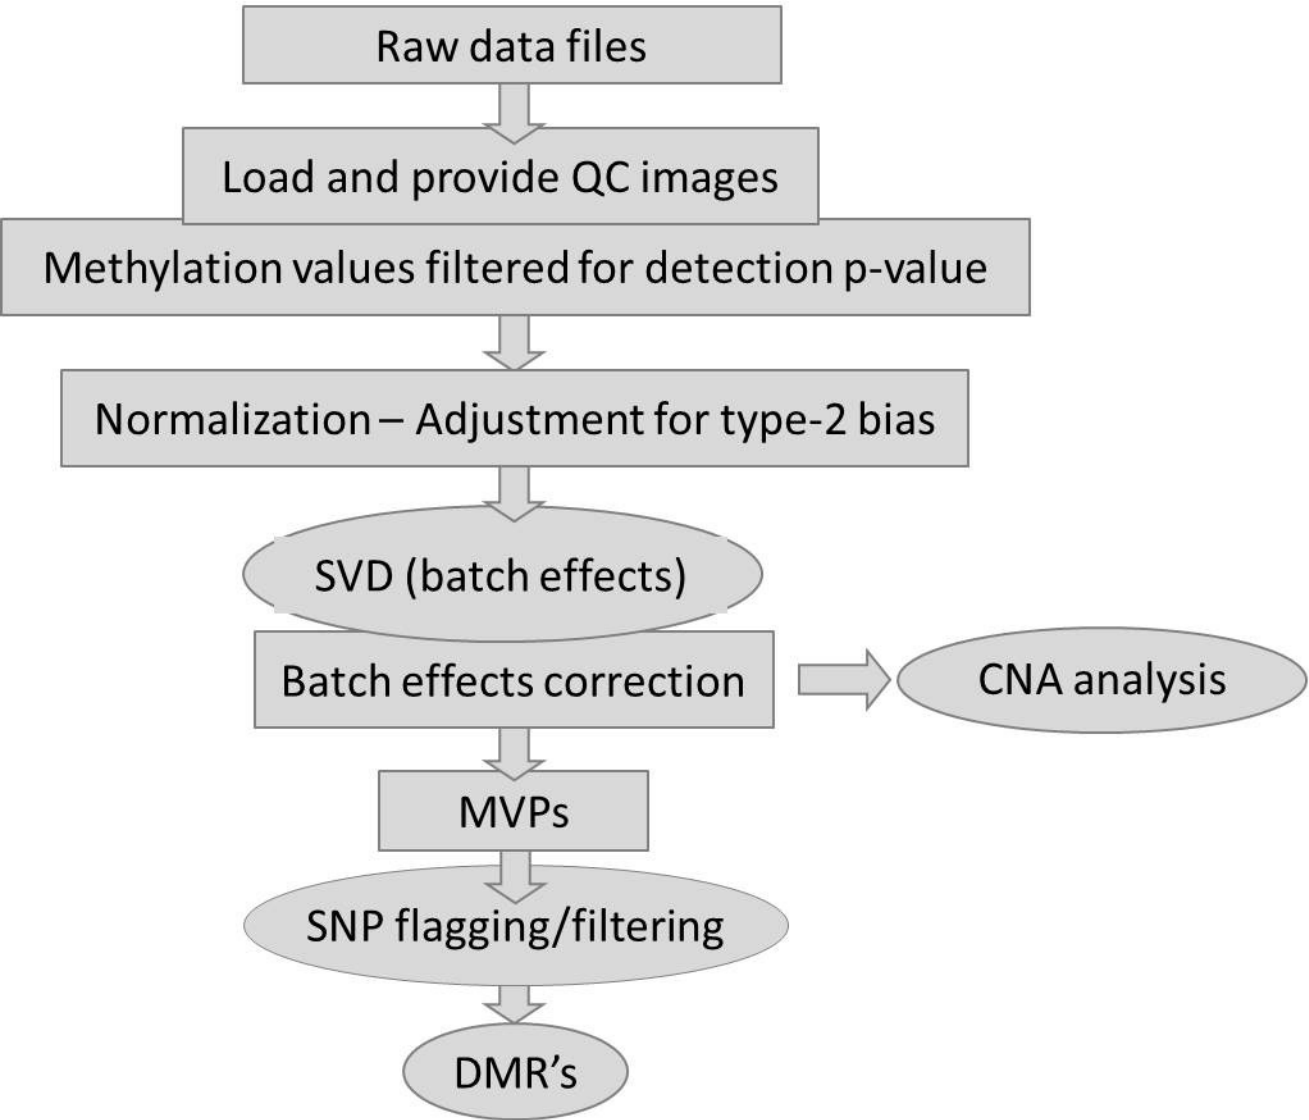 Raw data files
Load and provide QC images
Methylation values filtered for detection p-value
Normalization – Adjustment for type-2 bias
SVD (batch effects)
Batch effects correction
CNA analysis
MVPs
SNP flagging/filtering
DMR’s